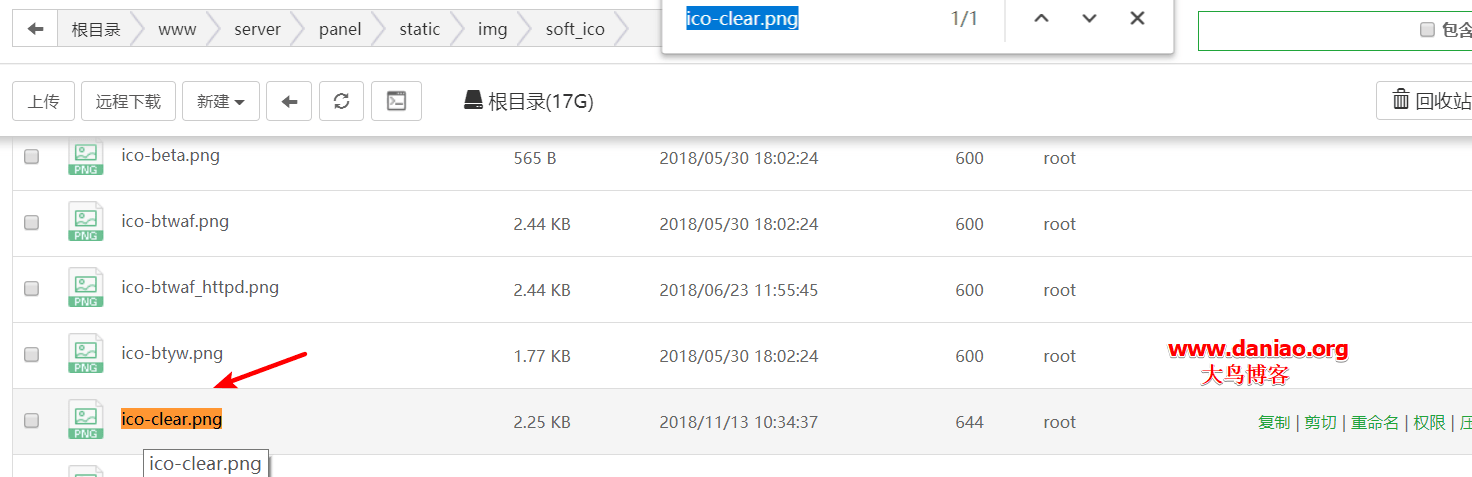 根目录 www server panel static img soft_ico
ico-clear.png 1/1
包含
上传 远程下载 新建 根目录(17G) 回收站
PNG ico-beta.png 565 B 2018/05/30 18:02:24 600 root
PNG ico-btwaf.png 2.44 KB 2018/05/30 18:02:24 600 root
PNG ico-btwaf_httpd.png 2.44 KB 2018/06/23 11:55:45 600 root
PNG ico-btyw.png 1.77 KB 2018/05/30 18:02:24 600 root
www.daniao.org
大鸟博客
PNG ico-clear.png 2.25 KB 2018/11/13 10:34:37 644 root 复制 | 剪切 | 重命名 | 权限 | 压
ico-clear.png